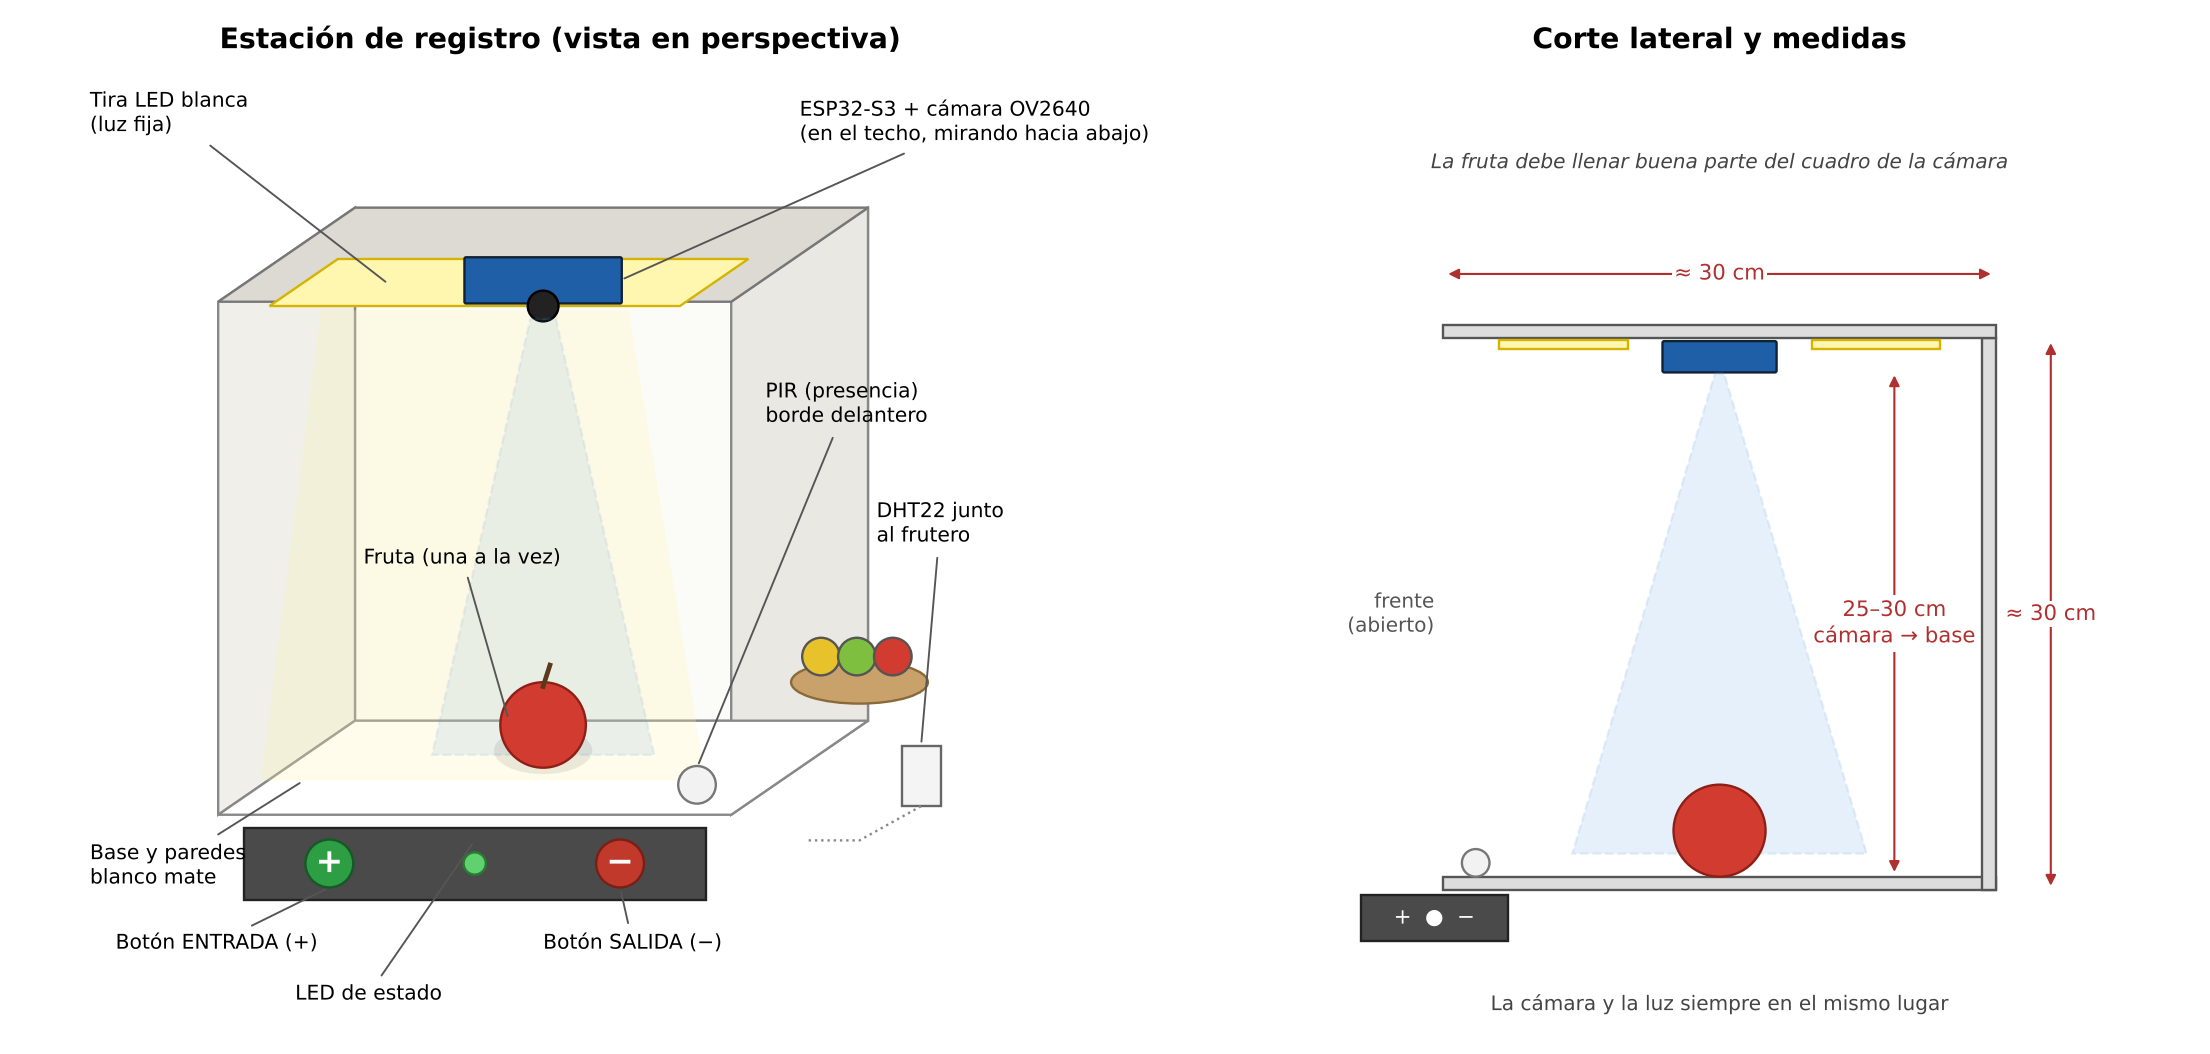 Estación de registro (vista en perspectiva)
Tira LED blanca
(luz fija)
ESP32-S3 + cámara OV2640
(en el techo, mirando hacia abajo)
PIR (presencia)
borde delantero
DHT22 junto
al frutero
Fruta (una a la vez)
Base y paredes
blanco mate
+
−
Botón ENTRADA (+)
Botón SALIDA (−)
LED de estado
Corte lateral y medidas
La fruta debe llenar buena parte del cuadro de la cámara
≈ 30 cm
frente
(abierto)
25–30 cm
cámara → base
≈ 30 cm
+ ● −
La cámara y la luz siempre en el mismo lugar